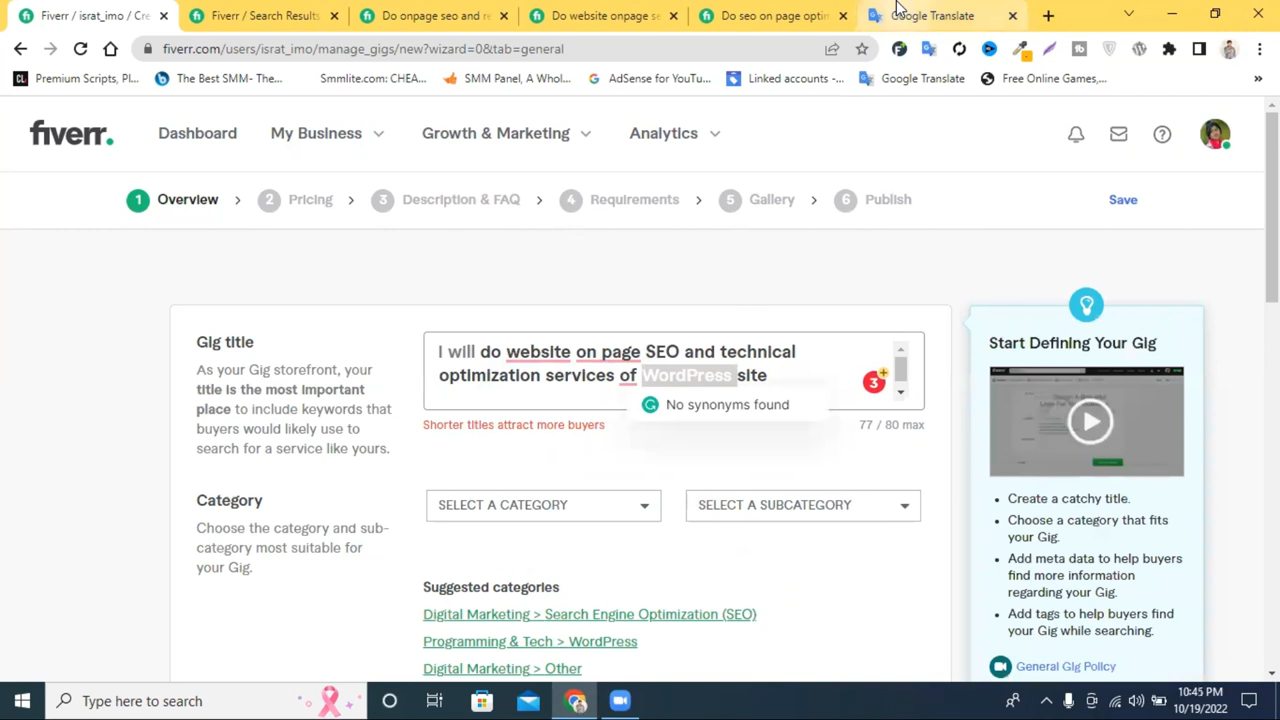 Fiverr / israt_imo / Cre
Fiverr / Search Results
Do onpage seo and re
Do website onpage se
Do seo on page optin
Google Translate
fiverr.com/users/israt_imo/manage_gigs/new?wizard=0&tab=general
Premium Scripts, Pl...
The Best SMM- The...
Smmlite.com: CHEA...
SMM Panel, A Whol...
AdSense for YouTu...
Linked accounts -...
Google Translate
Free Online Games,...
fiverr.
Dashboard
My Business
Growth & Marketing
Analytics
1 Overview
2 Pricing
3 Description & FAQ
4 Requirements
5 Gallery
6 Publish
Save
Gig title
As your Gig storefront, your
title is the most important
place to include keywords that
buyers would likely use to
search for a service like yours.
I will do website on page SEO and technical
optimization services of WordPress site
3
No synonyms found
Shorter titles attract more buyers
77 / 80 max
Category
Choose the category and sub-
category most suitable for
your Gig.
SELECT A CATEGORY
SELECT A SUBCATEGORY
Suggested categories
Digital Marketing > Search Engine Optimization (SEO)
Programming & Tech > WordPress
Digital Marketing > Other
Start Defining Your Gig
Create a catchy title.
Choose a category that fits
your Gig.
Add meta data to help buyers
find more information
regarding your Gig.
Add tags to help buyers find
your Gig while searching.
General Gig Policy
Type here to search
10:45 PM
10/19/2022